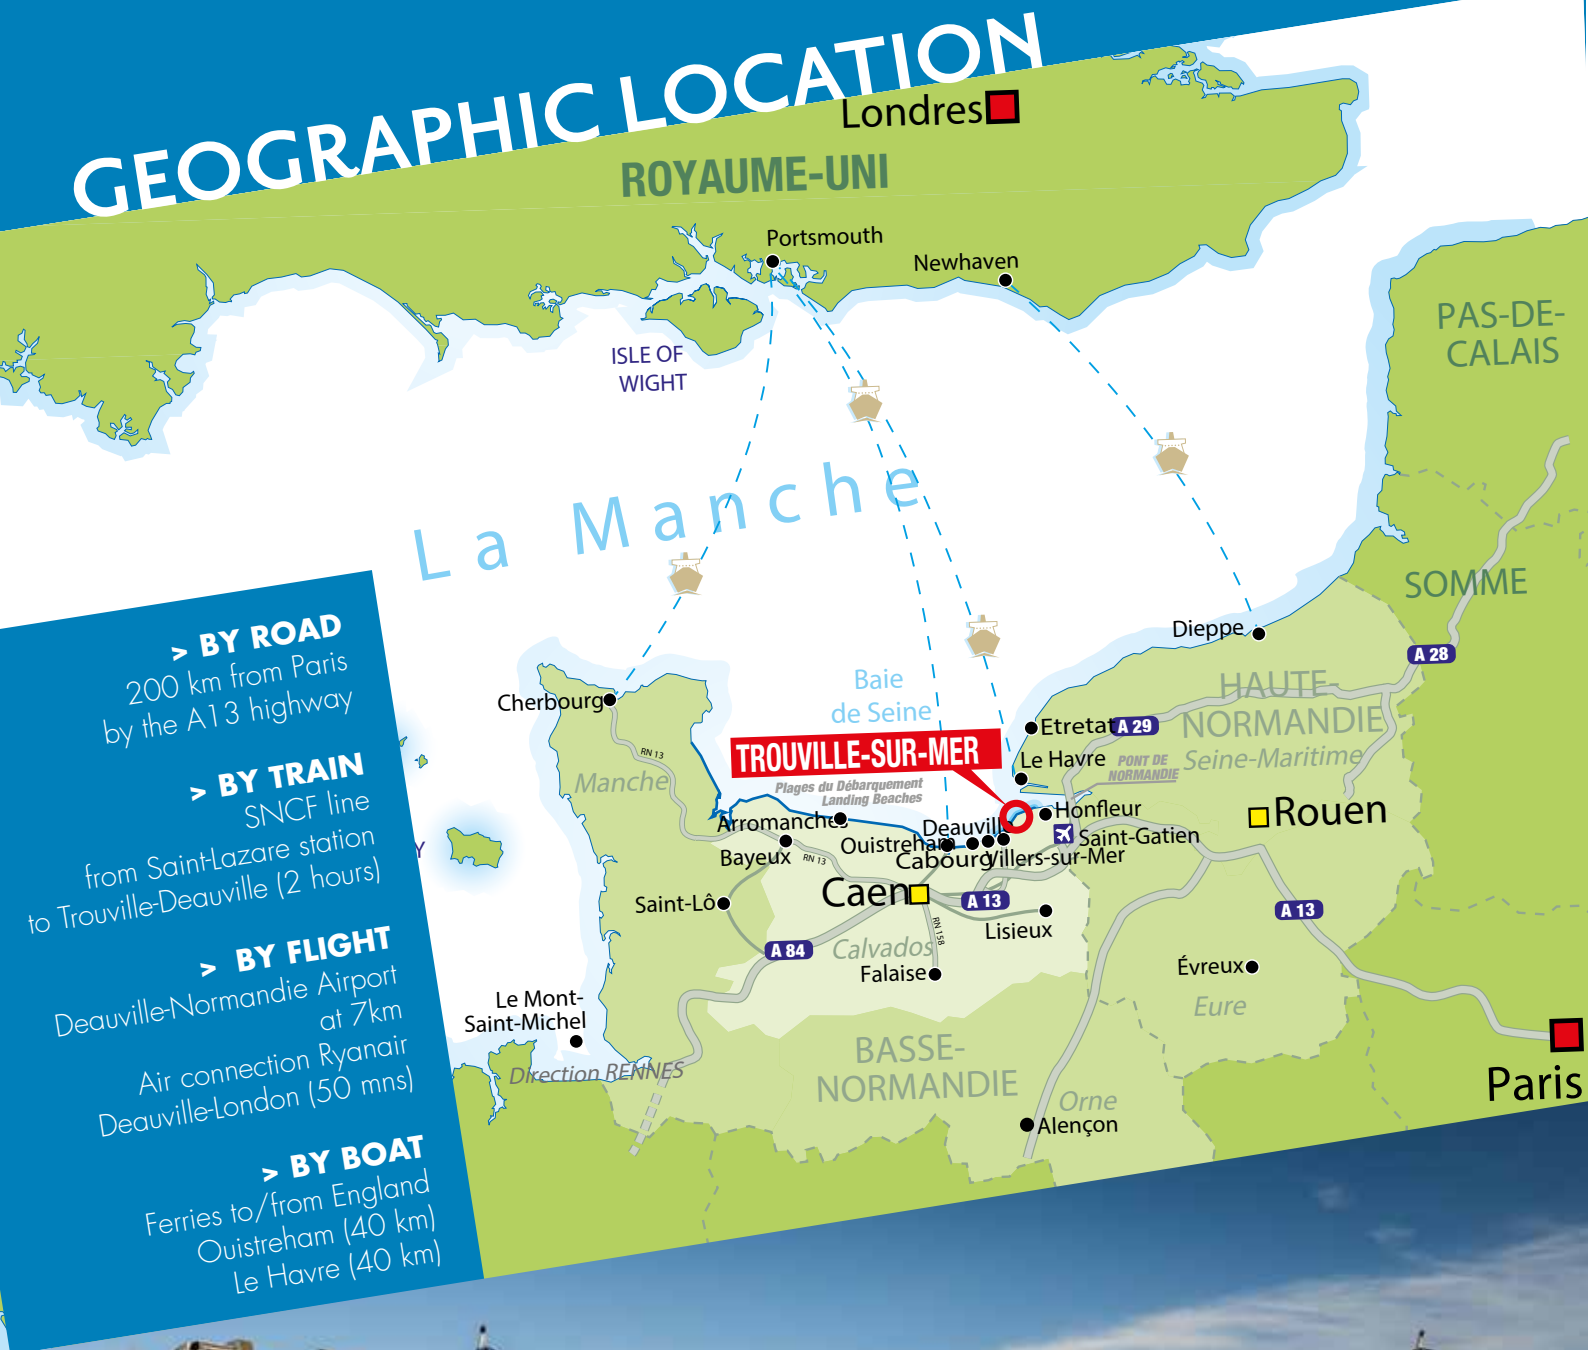 GEOGRAPHIC LOCATION
Londres
ROYAUME-UNI
Portsmouth
Newhaven
ISLE OF
WIGHT
PAS-DE-
CALAIS
La Manche
SOMME
Dieppe
A 28
HAUTE-
NORMANDIE
Seine-Maritime
Cherbourg
Baie
de Seine
Etretat
A 29
TROUVILLE-SUR-MER
Le Havre
PONT DE
NORMANDIE
RN 13
Manche
Plages du Débarquement
Landing Beaches
Honfleur
Rouen
Arromanches
Deauville
Saint-Gatien
Ouistreham
Bayeux
RN 13
Cabourg
Villers-sur-Mer
Y
Caen
Saint-Lô
A 13
A 13
Lisieux
RN 158
A 84
Calvados
Falaise
Évreux
Eure
Le Mont-
Saint-Michel
Direction RENNES
BASSE-
NORMANDIE
Orne
Alençon
Paris
> BY ROAD
200 km from Paris
by the A13 highway
> BY TRAIN
SNCF line
from Saint-Lazare station
to Trouville-Deauville (2 hours)
> BY FLIGHT
Deauville-Normandie Airport
at 7km
Air connection Ryanair
Deauville-London (50 mns)
> BY BOAT
Ferries to/from England
Ouistreham (40 km)
Le Havre (40 km)